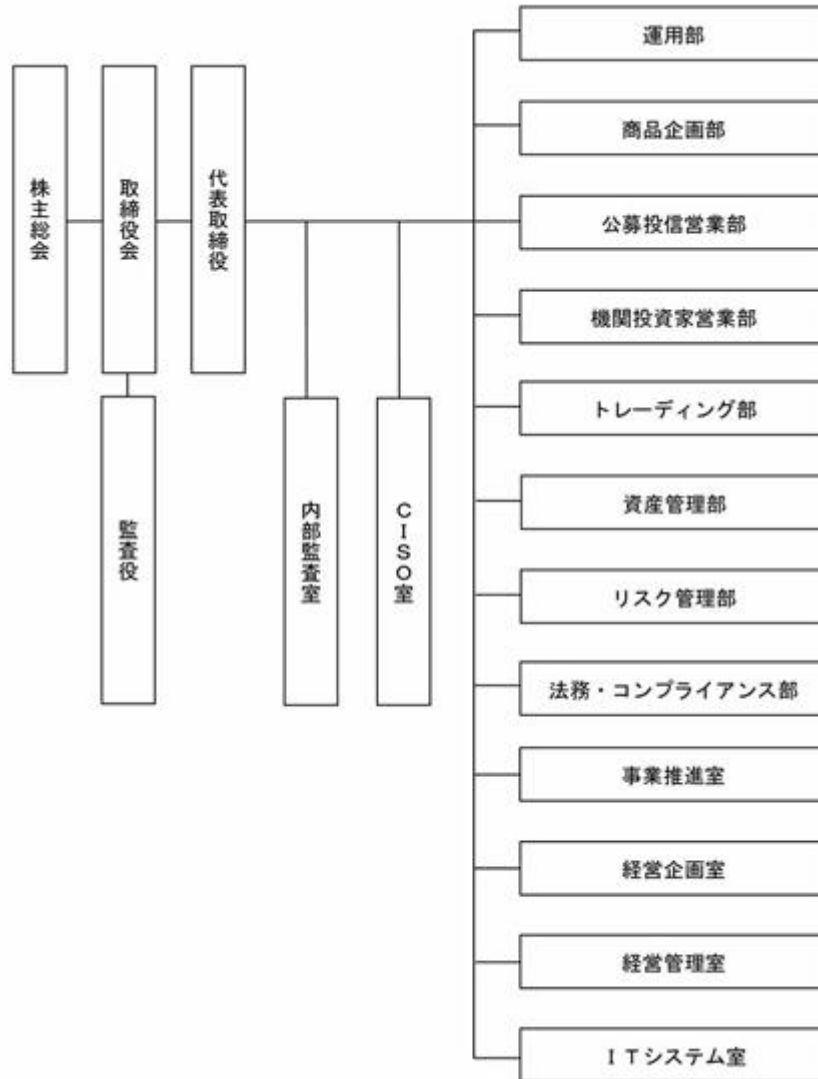 株主総会
取締役会
代表取締役
監査役
内部監査室
ＣＩＳＯ室
運用部
商品企画部
公募投信営業部
機関投資家営業部
トレーディング部
資産管理部
リスク管理部
法務・コンプライアンス部
事業推進室
経営企画室
経営管理室
ＩＴシステム室